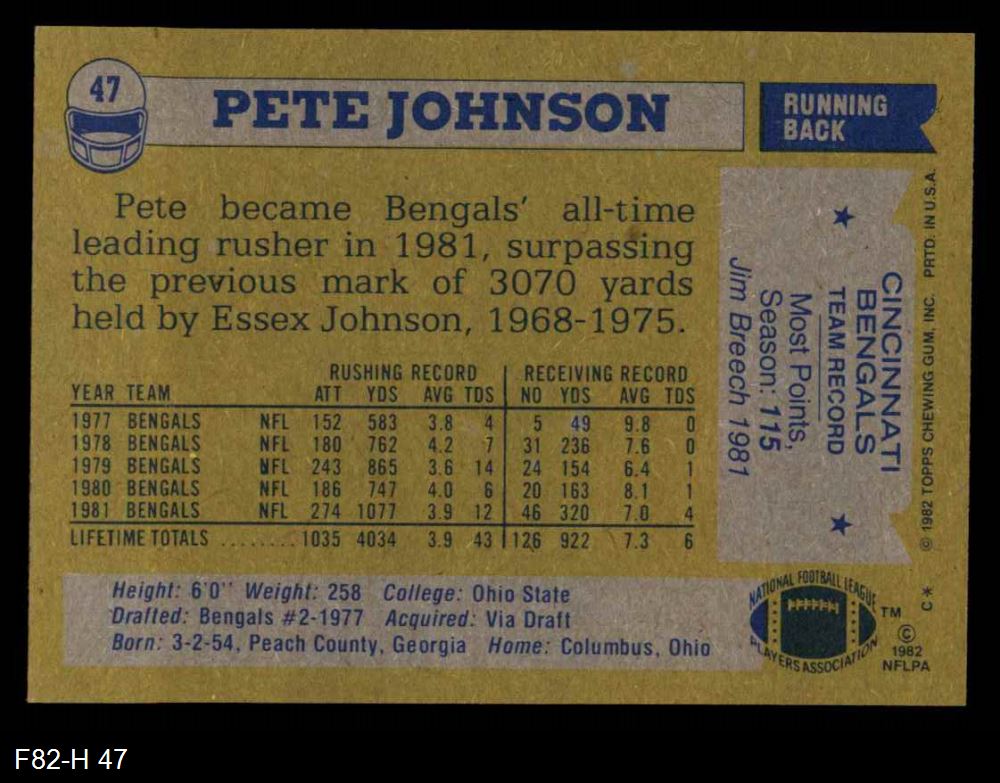 47
PETE JOHNSON
RUNNING
BACK
Pete became Bengals' all-time
leading rusher in 1981, surpassing
the previous mark of 3070 yards
held by Essex Johnson, 1968-1975.
RUSHING RECORD RECEIVING RECORD
YEAR TEAM ATT YDS AVG TDS NO YDS AVG TDS
1977 BENGALS NFL 152 583 3.8 4 5 49 9.8 0
1978 BENGALS NFL 180 762 4.2 7 31 236 7.6 0
1979 BENGALS NFL 243 865 3.6 14 24 154 6.4 1
1980 BENGALS NFL 186 747 4.0 6 20 163 8.1 1
1981 BENGALS NFL 274 1077 3.9 12 46 320 7.0 4
LIFETIME TOTALS ........ 1035 4034 3.9 43 126 922 7.3 6
CINCINNATI
BENGALS
TEAM RECORD
Most Points,
Season: 115
Jim Breech 1981
© 1982 TOPPS CHEWING GUM, INC. PRTD. IN U.S.A.
Height: 6'0" Weight: 258 College: Ohio State
Drafted: Bengals #2-1977 Acquired: Via Draft
Born: 3-2-54, Peach County, Georgia Home: Columbus, Ohio
NATIONAL FOOTBALL LEAGUE
PLAYERS ASSOCIATION
TM
C*
©
1982
NFLPA
F82-H 47